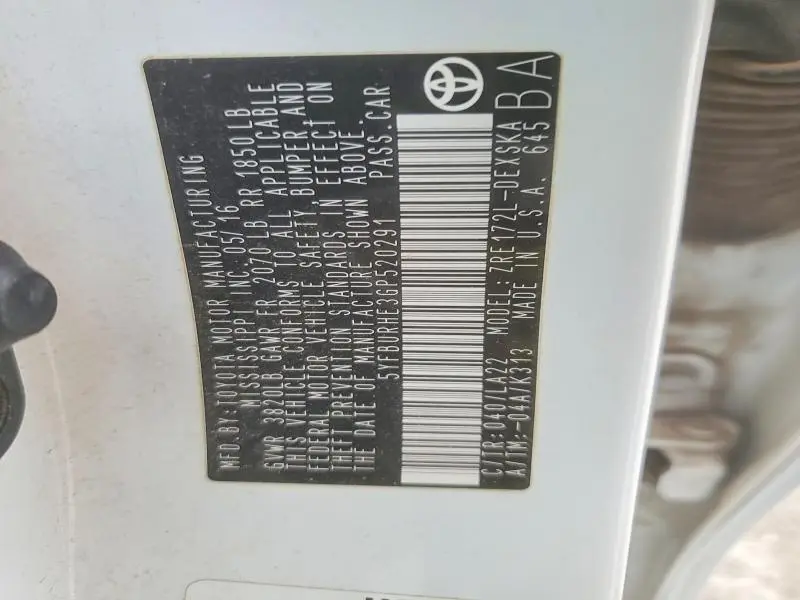 MFD.BY:TOYOTA MOTOR MANUFACTURING
MISSISSIPPI INC. 05/16
GVWR 3820LB GAWR FR 2070 LB RR 1850LB
THIS VEHICLE CONFORMS TO ALL APPLICABLE
FEDERAL MOTOR VEHICLE SAFETY, BUMPER, AND
THEFT PREVENTION STANDARDS IN EFFECT ON
THE DATE OF MANUFACTURE SHOWN ABOVE.
5YFBURHE3GP520291 PASS.CAR
C/TR:040/LA22 MODEL:ZRE172L-DEXSKA
A/TM:-04A/K313 MADE IN U.S.A. 645
BA